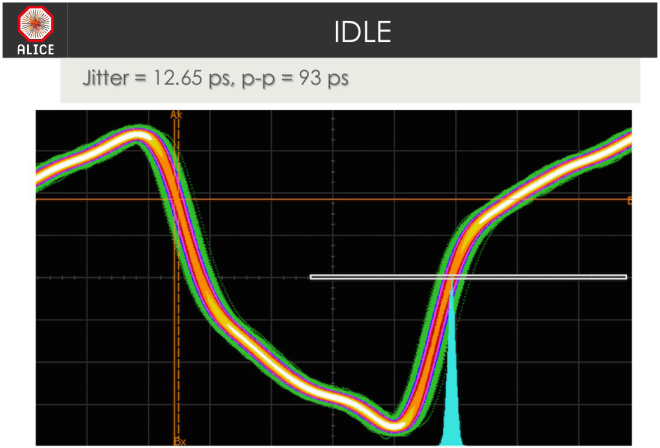 IDLE
ALICE
Jitter = 12.65 ps, p-p = 93 ps
Ax
Bx